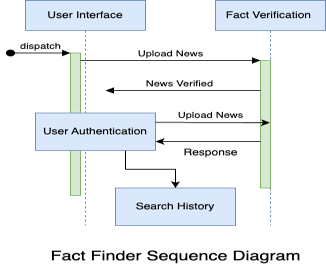 User Interface
Fact Verification
dispatch
Upload News
News Verified
Upload News
User Authentication
Response
Search History
Fact Finder Sequence Diagram